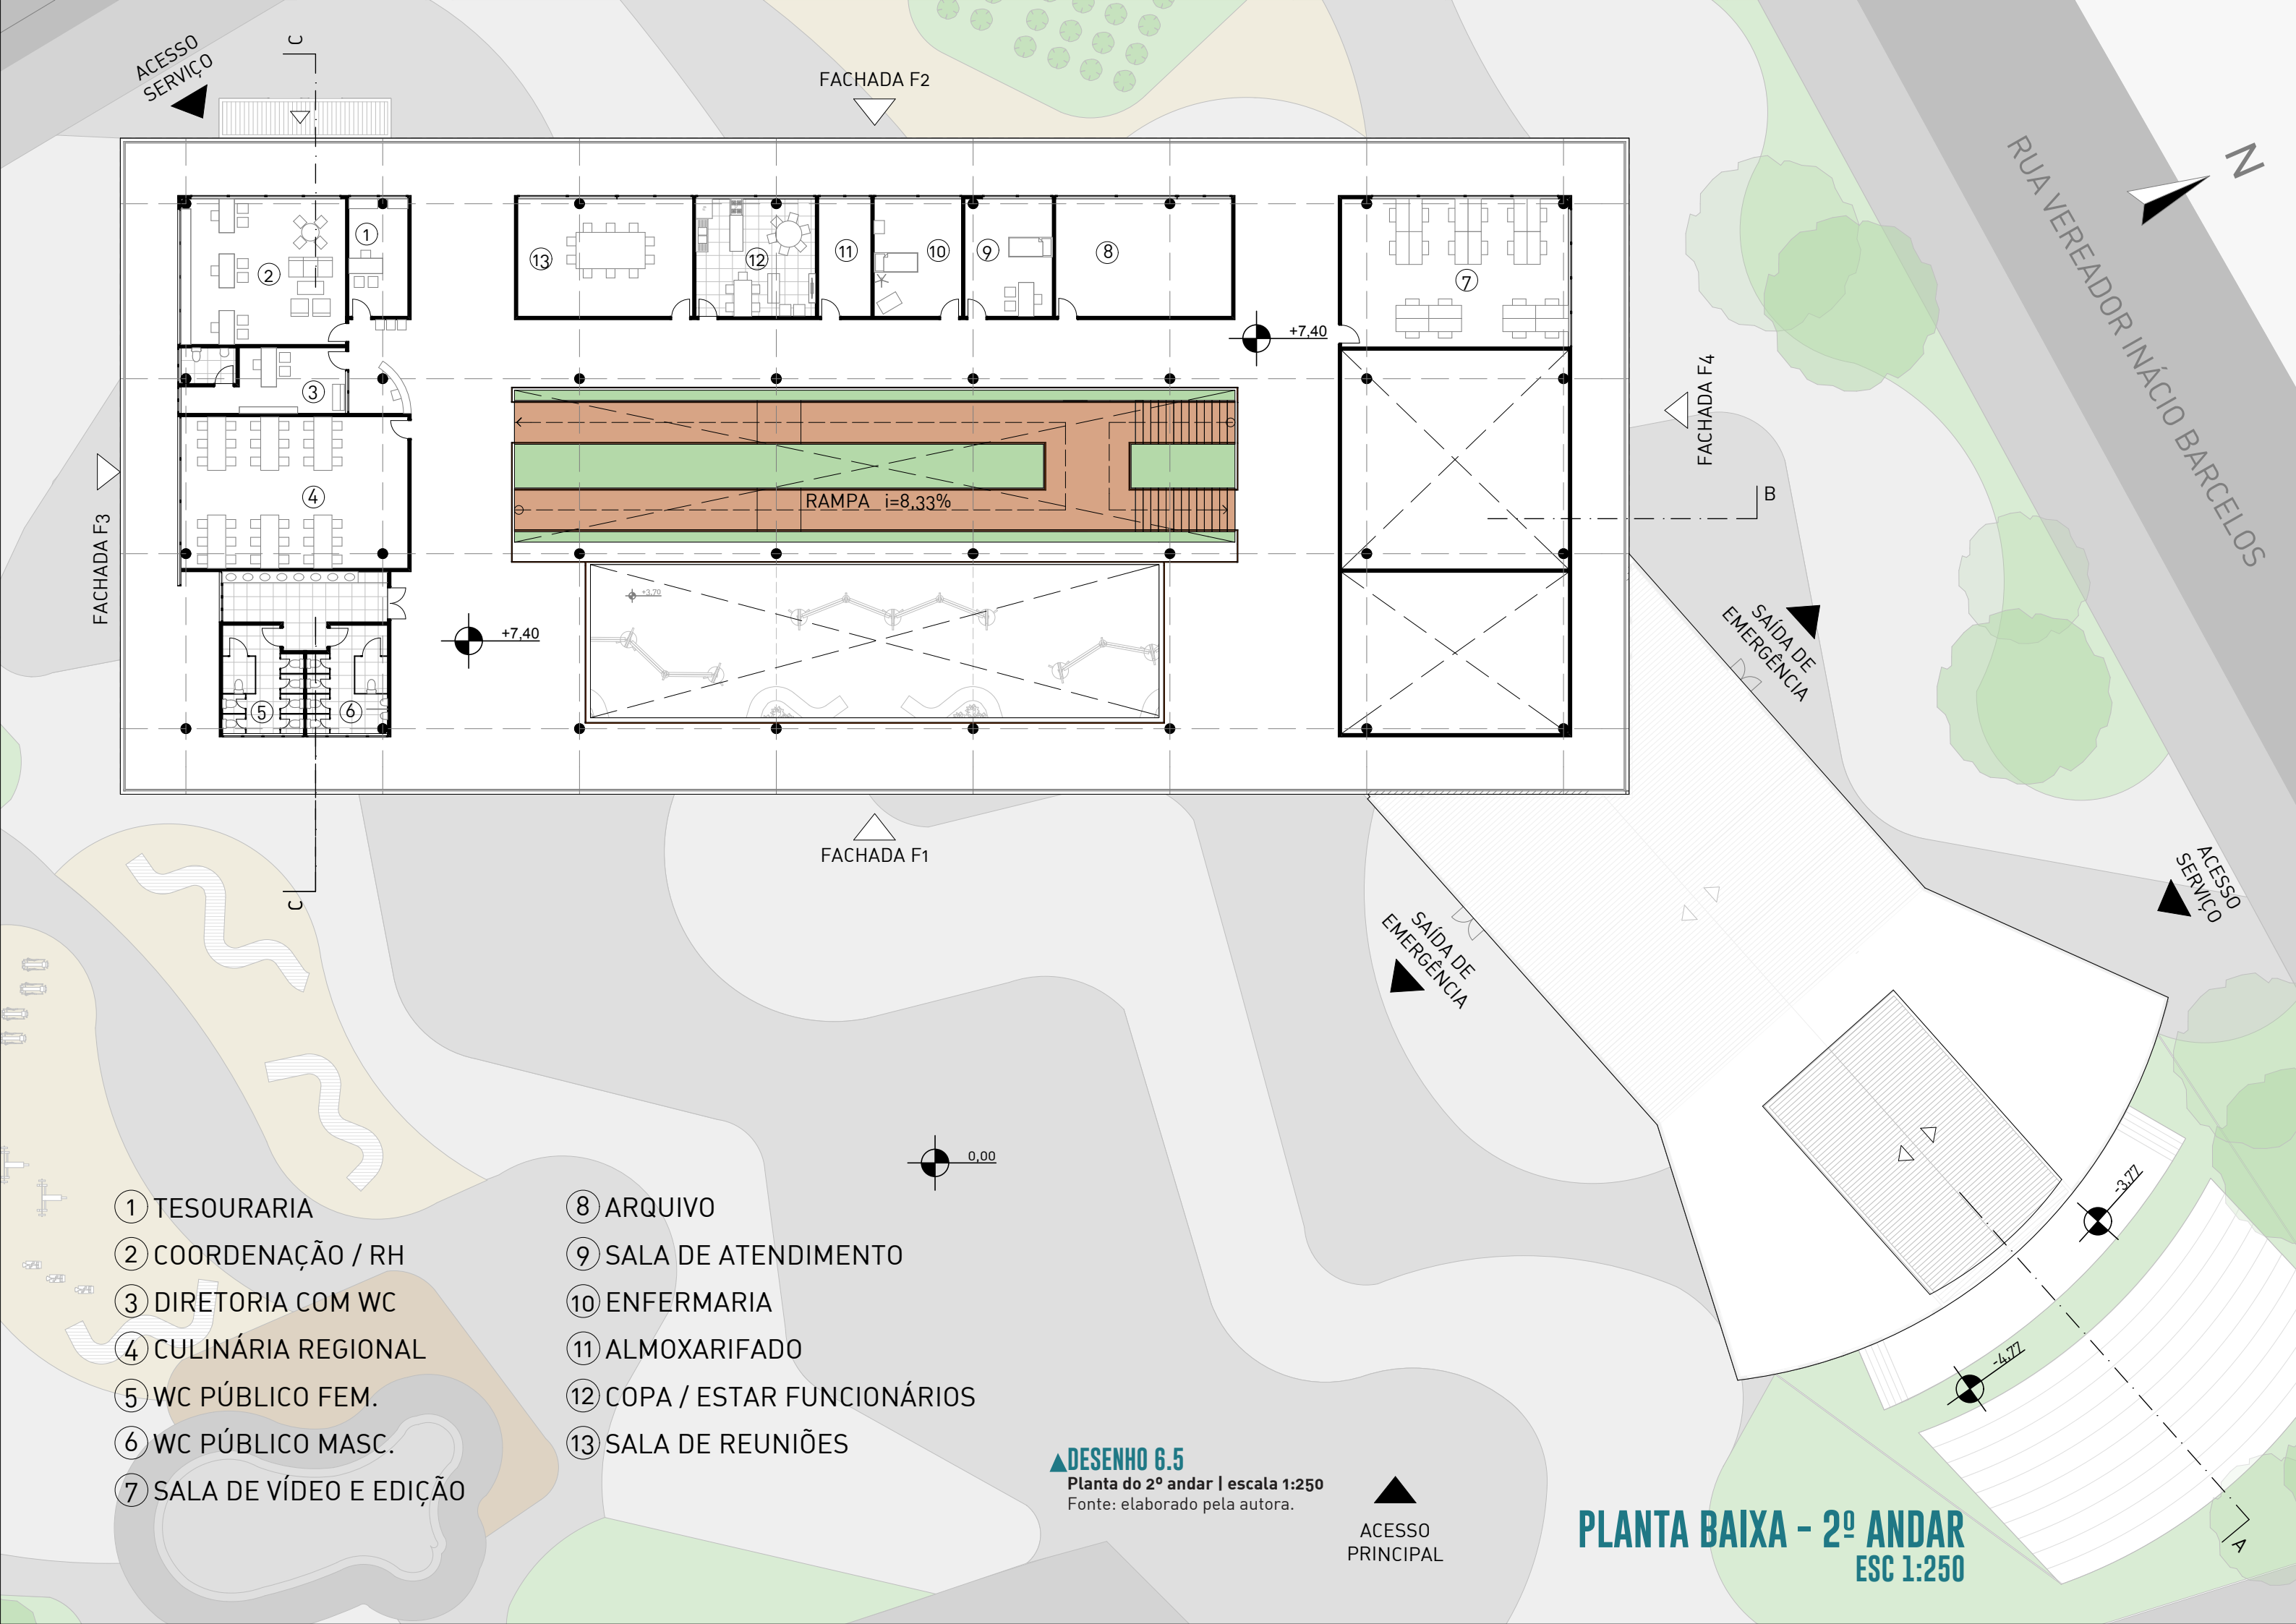 ACESSO
SERVIÇO
C
FACHADA F2
N
RUA VEREADOR INÁCIO BARCELOS
1
2
3
4
5
6
13
12
11
10
9
8
7
+7,40
FACHADA F4
B
RAMPA i=8,33%
FACHADA F3
+3,70
+7,40
SAÍDA DE
EMERGÊNCIA
FACHADA F1
C
SAÍDA DE
EMERGÊNCIA
ACESSO
SERVIÇO
0,00
-3,77
-4,77
A
1 TESOURARIA
2 COORDENAÇÃO / RH
3 DIRETORIA COM WC
4 CULINÁRIA REGIONAL
5 WC PÚBLICO FEM.
6 WC PÚBLICO MASC.
7 SALA DE VÍDEO E EDIÇÃO
8 ARQUIVO
9 SALA DE ATENDIMENTO
10 ENFERMARIA
11 ALMOXARIFADO
12 COPA / ESTAR FUNCIONÁRIOS
13 SALA DE REUNIÕES
DESENHO 6.5
Planta do 2º andar | escala 1:250
Fonte: elaborado pela autora.
ACESSO
PRINCIPAL
PLANTA BAIXA - 2º ANDAR
ESC 1:250